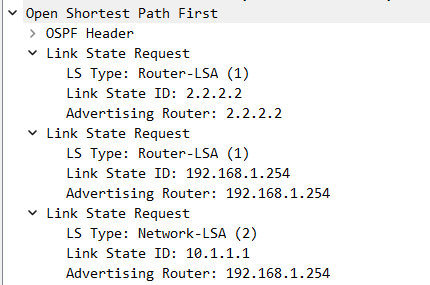 Open Shortest Path First
OSPF Header
Link State Request
LS Type: Router-LSA (1)
Link State ID: 2.2.2.2
Advertising Router: 2.2.2.2
Link State Request
LS Type: Router-LSA (1)
Link State ID: 192.168.1.254
Advertising Router: 192.168.1.254
Link State Request
LS Type: Network-LSA (2)
Link State ID: 10.1.1.1
Advertising Router: 192.168.1.254